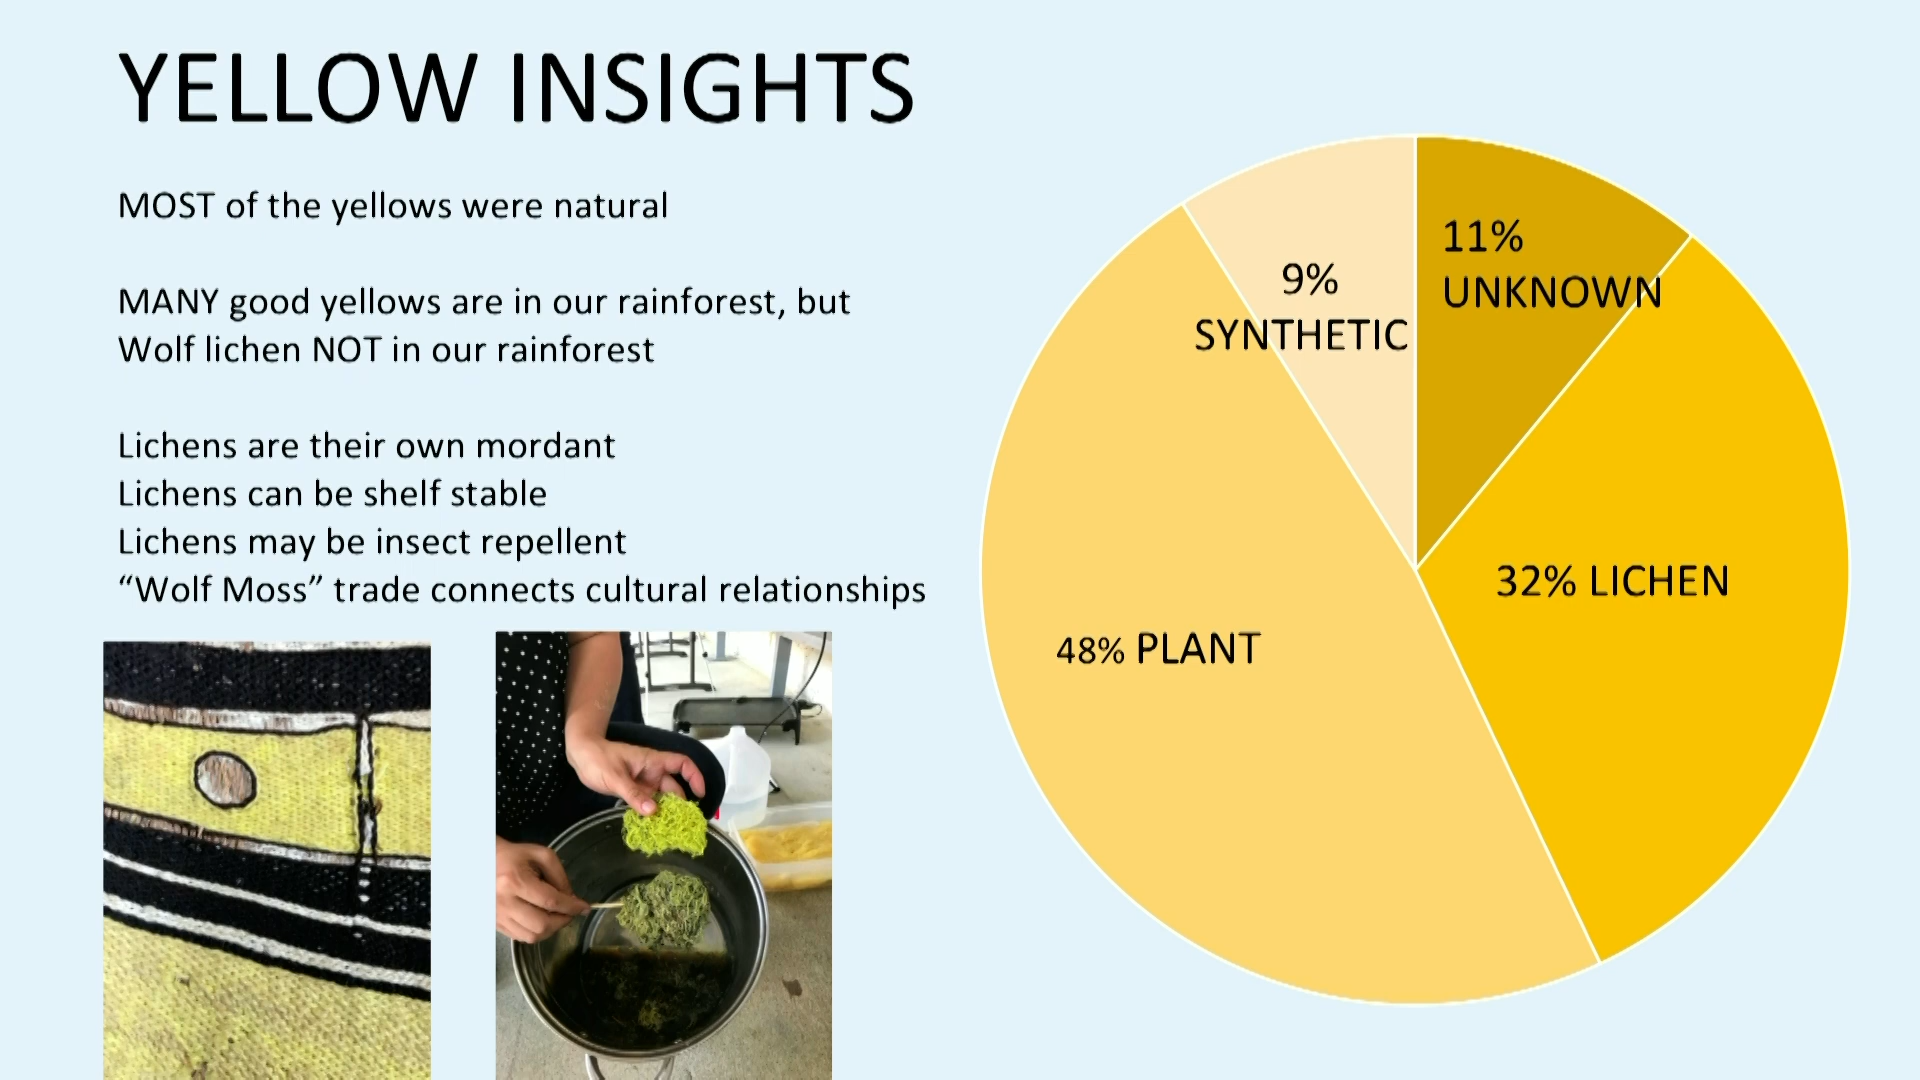 YELLOW INSIGHTS
MOST of the yellows were natural
MANY good yellows are in our rainforest, but
Wolf lichen NOT in our rainforest
Lichens are their own mordant
Lichens can be shelf stable
Lichens may be insect repellent
“Wolf Moss” trade connects cultural relationships
11%
UNKNOWN
9%
SYNTHETIC
32% LICHEN
48% PLANT